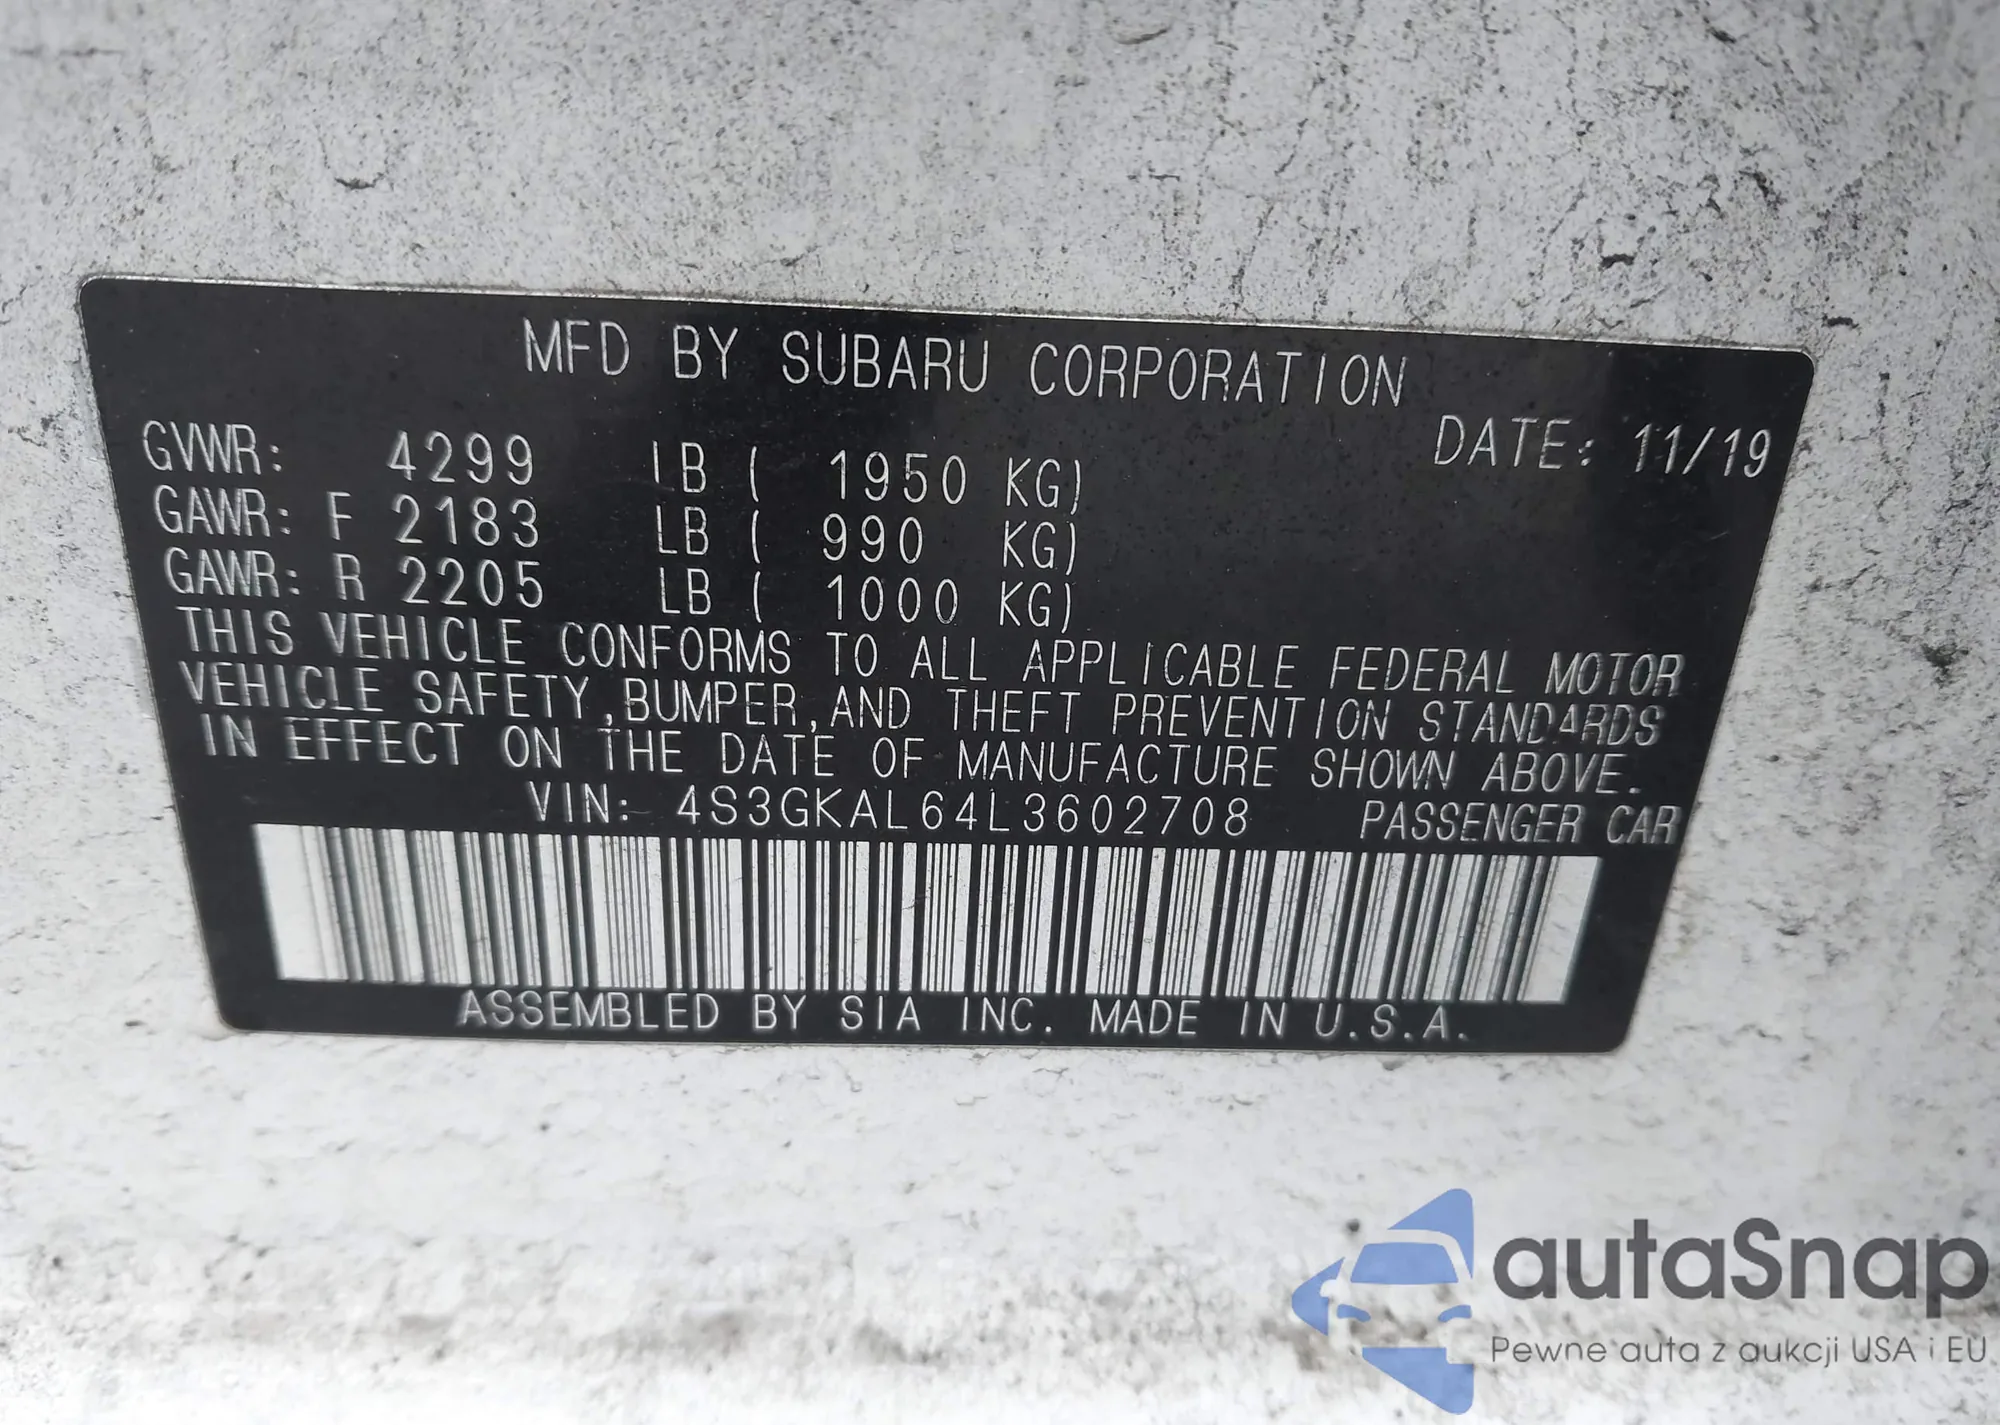 MFD BY SUBARU CORPORATION
DATE: 11/19
GVWR: 4299 LB ( 1950 KG)
GAWR: F 2183 LB ( 990 KG)
GAWR: R 2205 LB ( 1000 KG)
THIS VEHICLE CONFORMS TO ALL APPLICABLE FEDERAL MOTOR
VEHICLE SAFETY,BUMPER,AND THEFT PREVENTION STANDARDS
IN EFFECT ON THE DATE OF MANUFACTURE SHOWN ABOVE.
VIN: 4S3GKAL64L3602708 PASSENGER CAR
ASSEMBLED BY SIA INC. MADE IN U.S.A.
autaSnap
Pewne auta z aukcji USA i EU